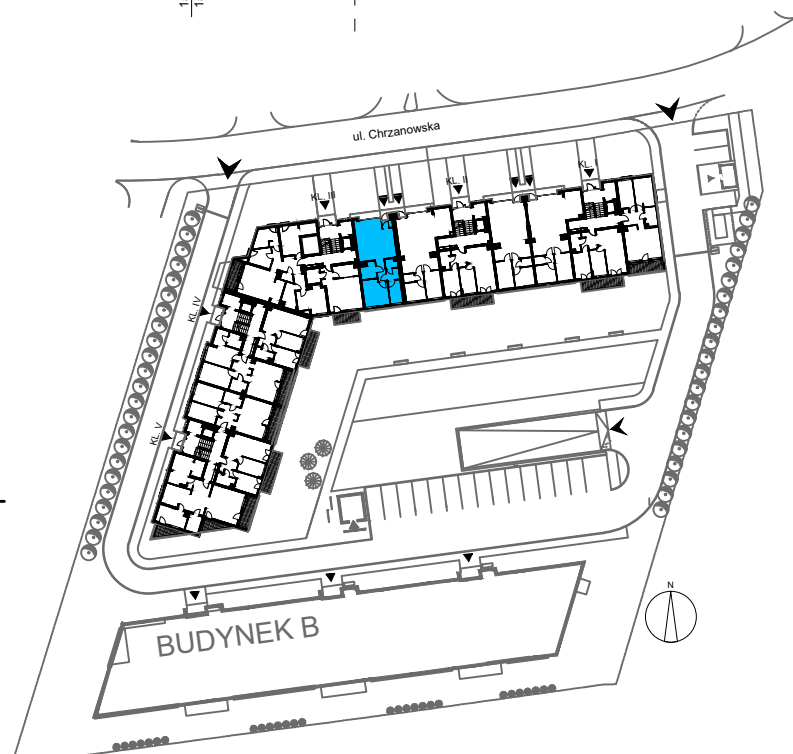 ul. Chrzanowska
KL. I
KL. II
KL. III
KL. IV
KL. V
N
BUDYNEK B